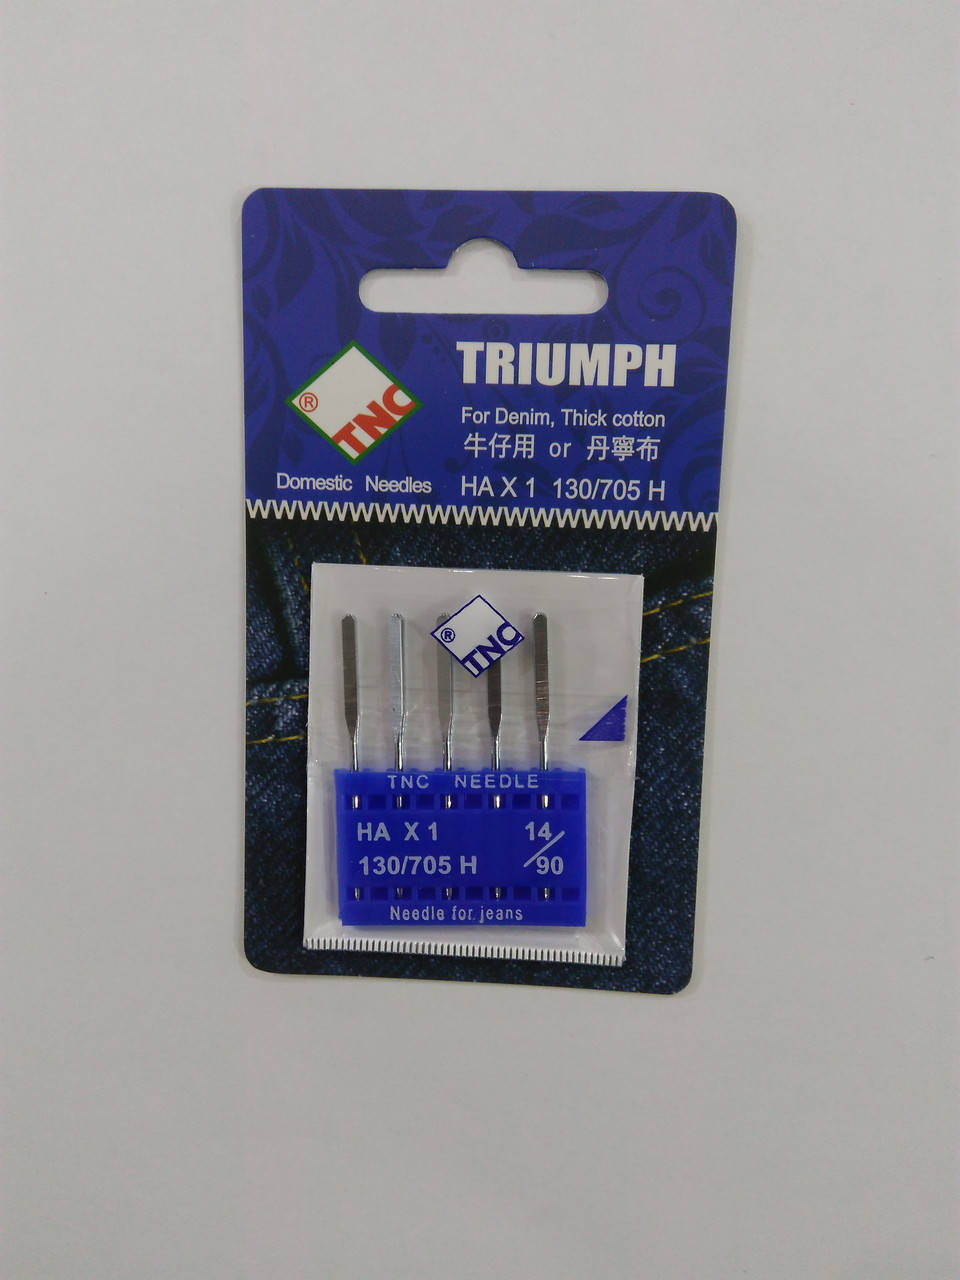 TRIUMPH
® TNC
For Denim, Thick cotton
牛仔用 or 丹寧布
Domestic Needles
HA X 1 130/705 H
® TNC
TNC NEEDLE
HA X 1
14/90
130/705 H
Needle for jeans